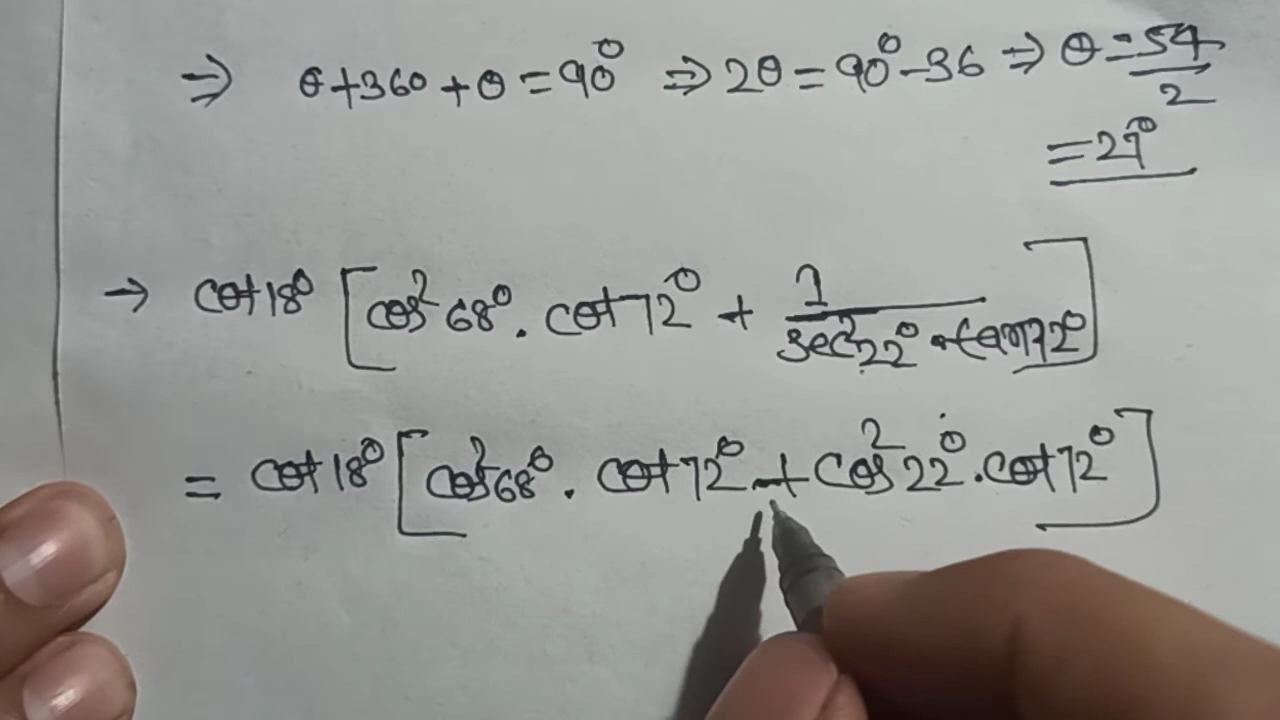 ⇒ θ+360+θ=90° ⇒ 2θ=90°-36 ⇒ θ=54/2
=27°
→ cot18° [cos²68°. cot72° + 1/sec²22°.tan72°]
= cot18° [cos²68°. cot72° + cos²22°.cot72°]